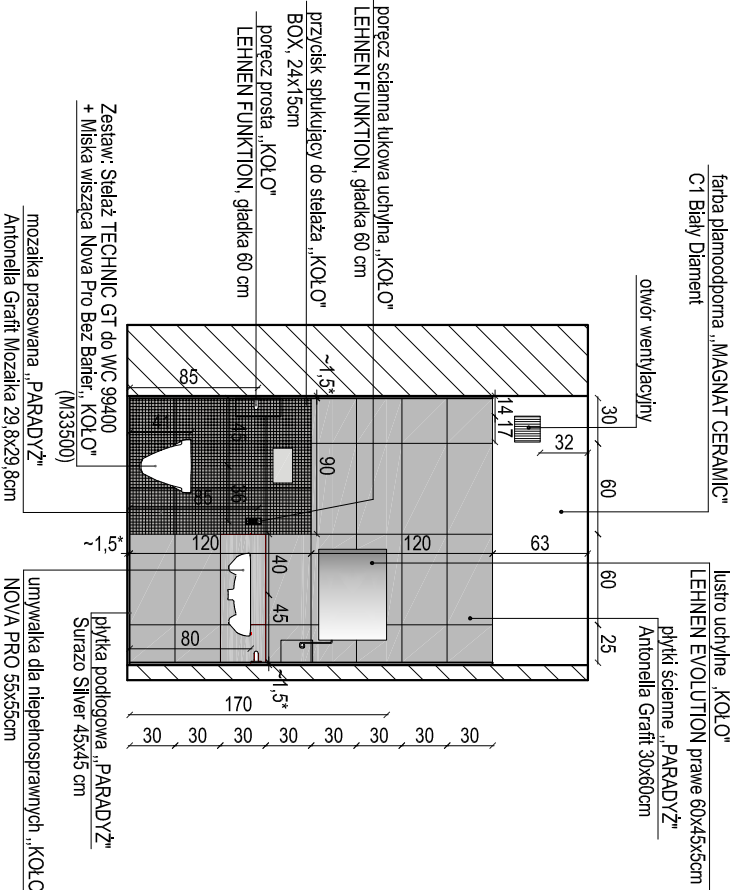 farba plamoodporna „MAGNAT CERAMIC"
C1 Biały Diament
otwór wentylacyjny
poręcz scianna łukowa uchylna „KOŁO"
LEHNEN FUNKTION, gładka 60 cm
przycisk spłukujący do stelaża „KOŁO"
BOX, 24x15cm
poręcz prosta „KOŁO"
LEHNEN FUNKTION, gładka 60 cm
Zestaw: Stelaż TECHNIC GT do WC 99400
+ Miska wisząca Nova Pro Bez Barier,, KOŁO"
(M33500)
mozaika prasowana „PARADYŻ"
Antonella Grafit Mozaika 29,8x29,8cm
lustro uchylne „KOŁO"
LEHNEN EVOLUTION prawe 60x45x5cm
płytki ścienne „PARADYŻ"
Antonella Grafit 30x60cm
płytka podłogowa „PARADYŻ"
Surazo Silver 45x45 cm
umywalka dla niepełnosprawnych „KOŁO
NOVA PRO 55x55cm
30
60
60
25
32
63
14
17
~1,5*
90
120
120
85
41
45
36
85
40
45
~1,5*
~1,5*
80
170
30
30
30
30
30
30
30
30